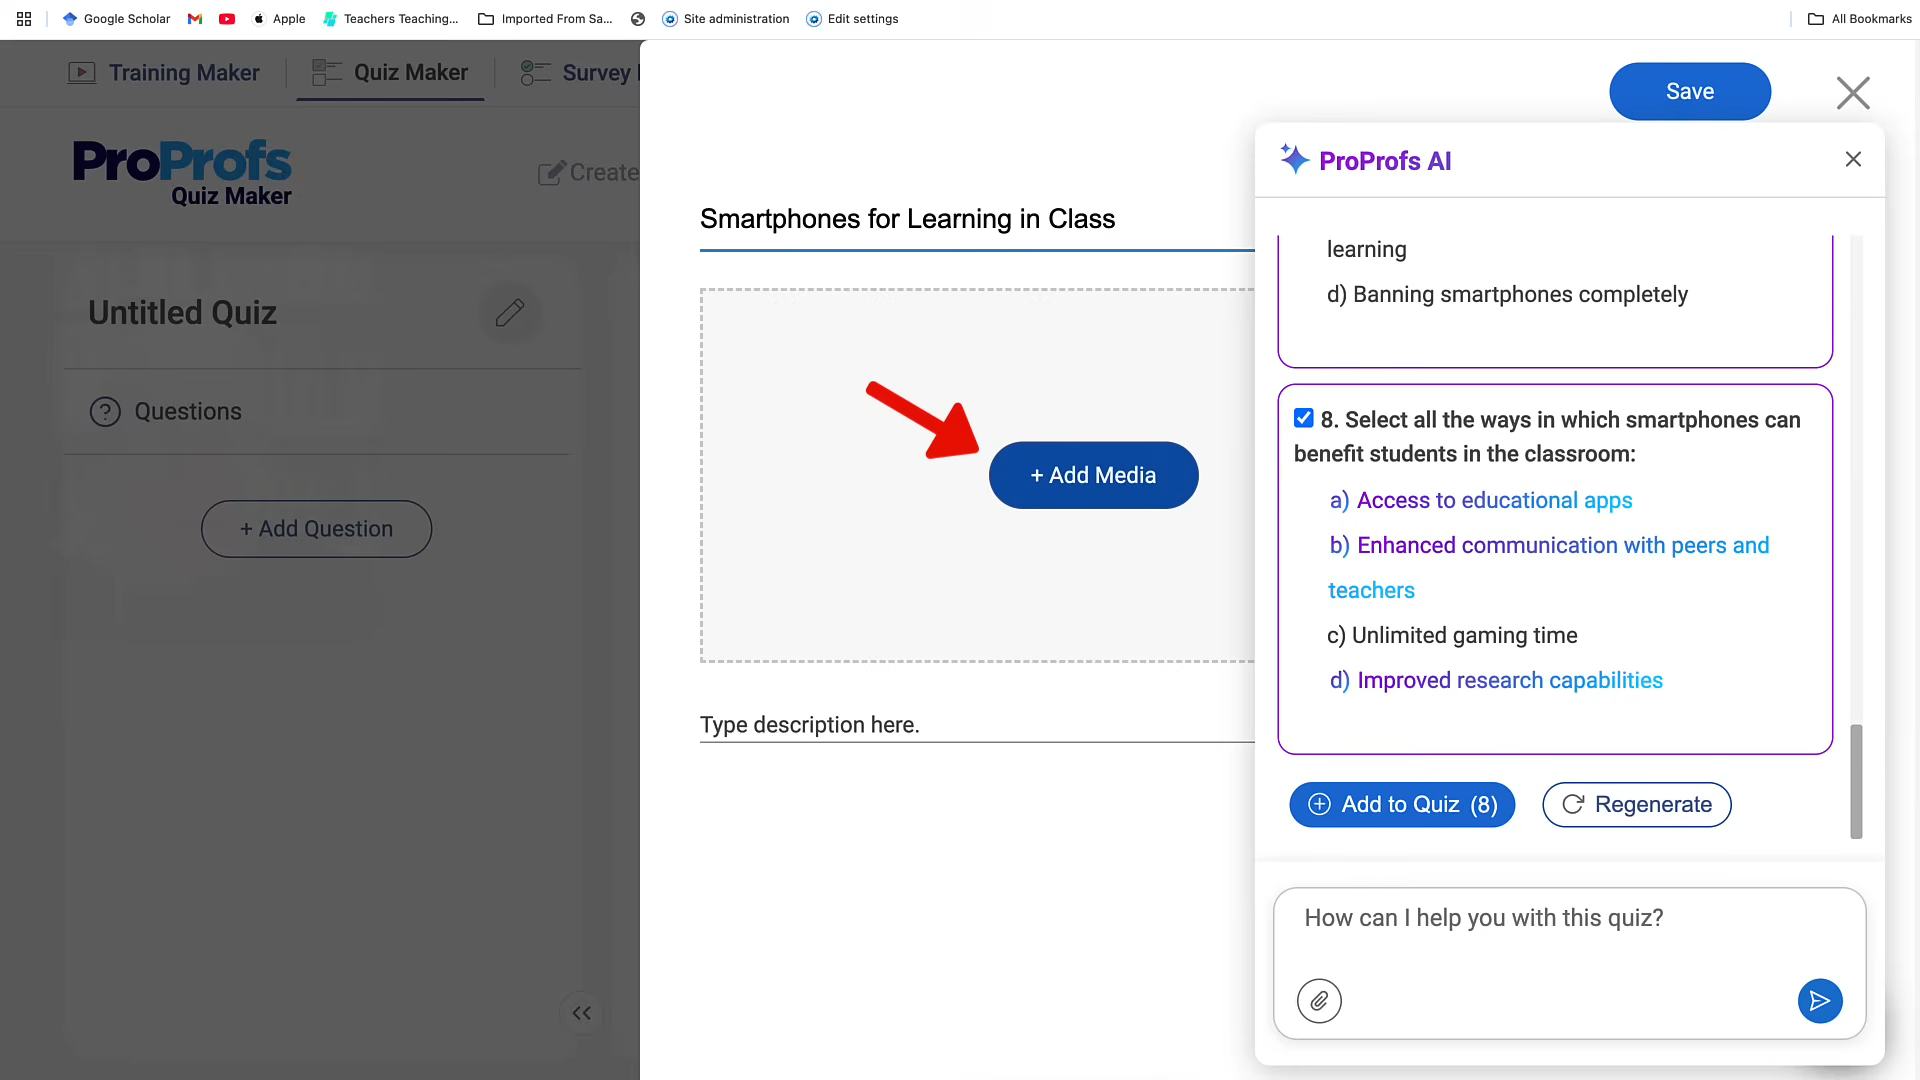 Google Scholar
Apple
Teachers Teaching...
Imported From Sa...
Site administration
Edit settings
All Bookmarks
Training Maker
Quiz Maker
Survey
ProProfs
Quiz Maker
Create
Untitled Quiz
? Questions
+ Add Question
Save
Smartphones for Learning in Class
+ Add Media
Type description here.
ProProfs AI
learning
d) Banning smartphones completely
8. Select all the ways in which smartphones can
benefit students in the classroom:
a) Access to educational apps
b) Enhanced communication with peers and
teachers
c) Unlimited gaming time
d) Improved research capabilities
Add to Quiz (8)
Regenerate
How can I help you with this quiz?